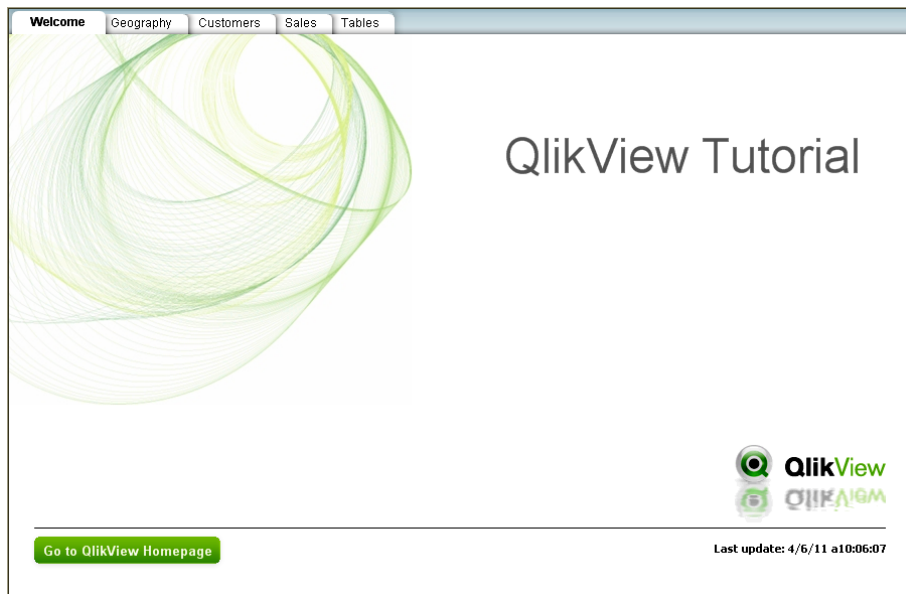 Welcome Geography Customers Sales Tables
QlikView Tutorial
QlikView
Go to QlikView Homepage
Last update: 4/6/11 a10:06:07